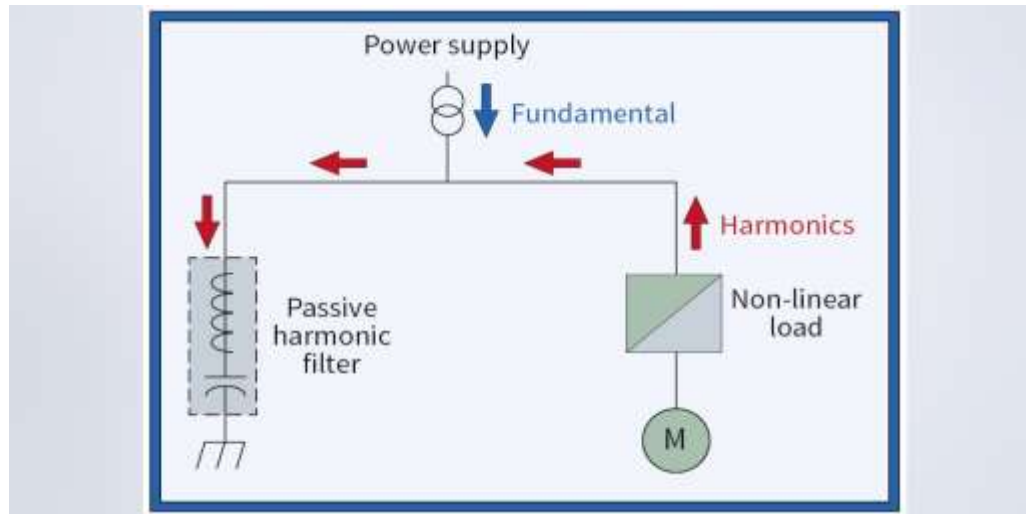 Power supply
Fundamental
Harmonics
Passive
harmonic
filter
Non-linear
load
M